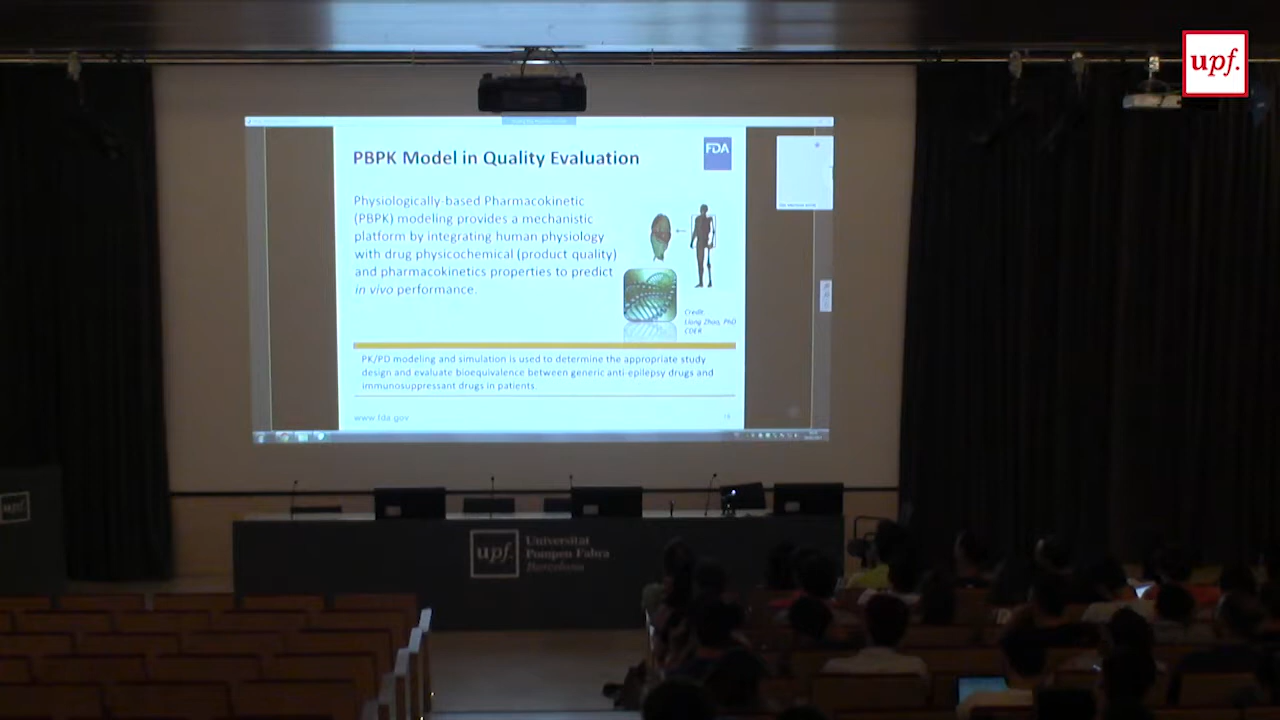 upf.
PBPK Model in Quality Evaluation
FDA
Physiologically-based Pharmacokinetic
(PBPK) modeling provides a mechanistic
platform by integrating human physiology
with drug physicochemical (product quality)
and pharmacokinetics properties to predict
in vivo performance.
Credit:
Liang Zhao, PhD
CDER
PK/PD modeling and simulation is used to determine the appropriate study
design and evaluate bioequivalence between generic anti-epilepsy drugs and
immunosuppressant drugs in patients.
www.fda.gov
upf.
upf.
Universitat
Pompeu Fabra
Barcelona